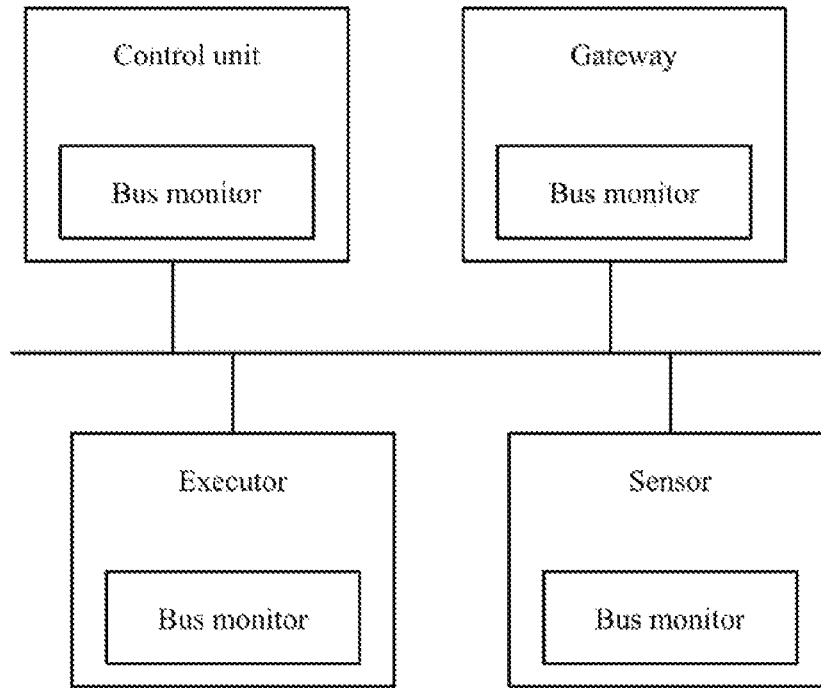 Control unit
Gateway
Bus monitor
Bus monitor
Executor
Sensor
Bus monitor
Bus monitor